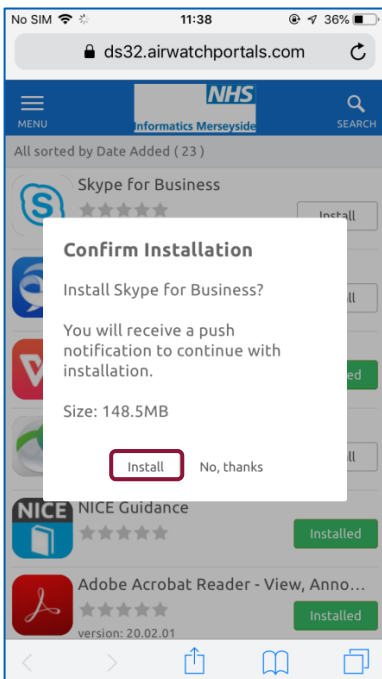 No SIM 11:38 36%
ds32.airwatchportals.com
NHS
MENU Informatics Merseyside SEARCH
All sorted by Date Added ( 23 )
Skype for Business
Install
Confirm Installation
Install Skype for Business?
You will receive a push
notification to continue with
installation.
Size: 148.5MB
Install No, thanks
NICE NICE Guidance
Installed
Adobe Acrobat Reader - View, Anno...
Installed
version: 20.02.01